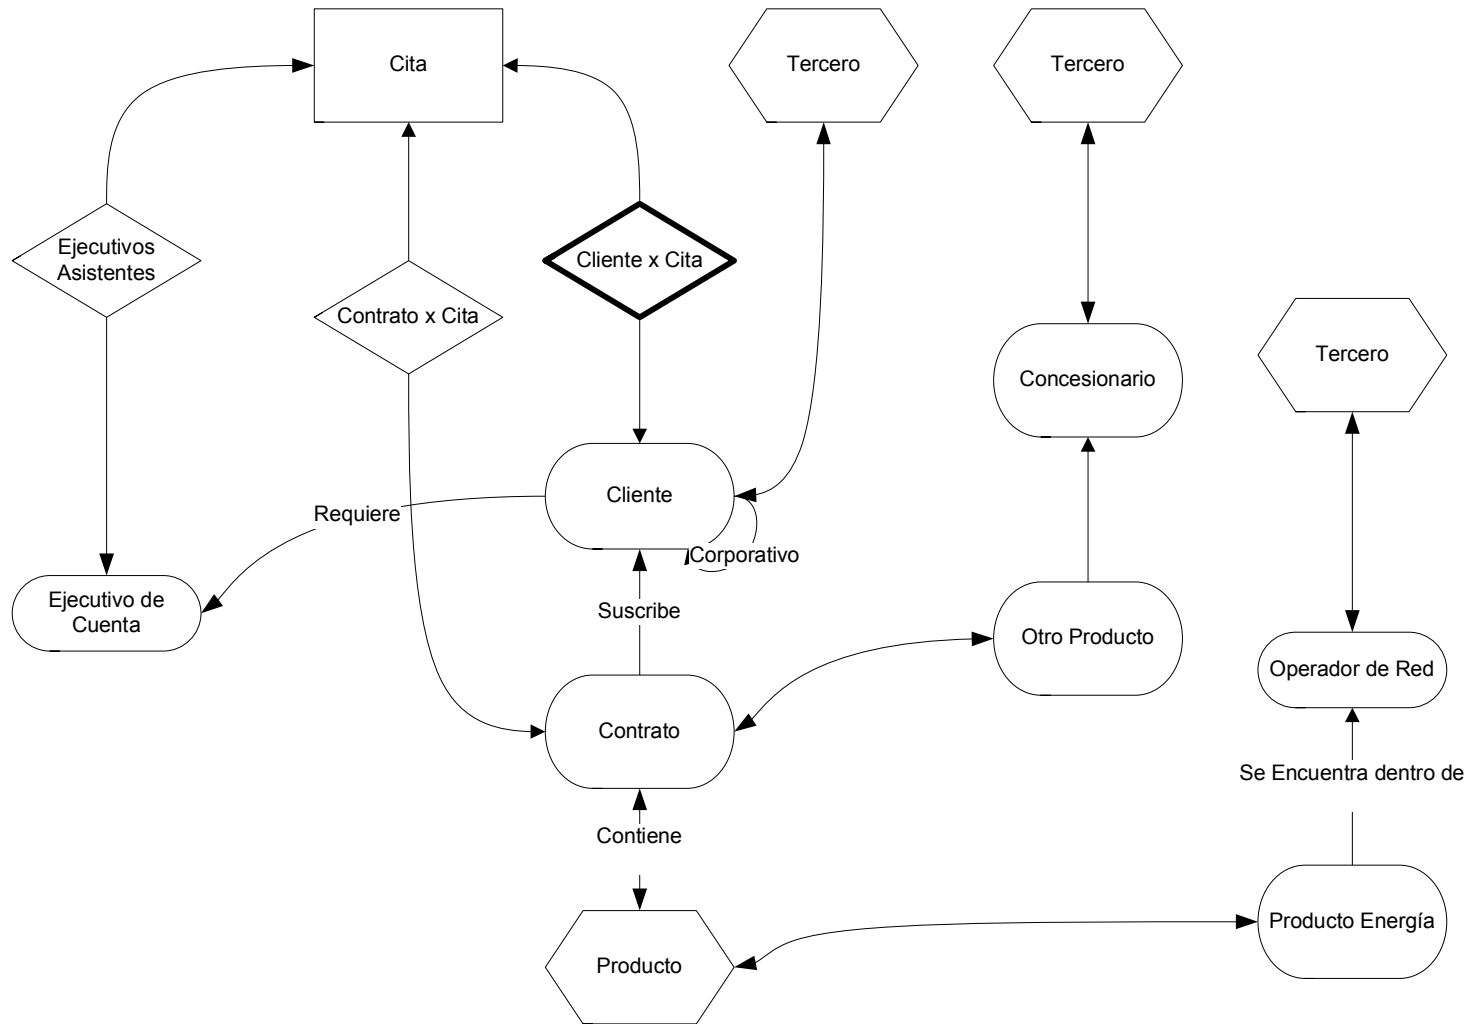 Cita
Tercero
Tercero
Ejecutivos
Asistentes
Cliente x Cita
Contrato x Cita
Tercero
Concesionario
Cliente
Requiere
Corporativo
Ejecutivo de
Cuenta
Suscribe
Otro Producto
Operador de Red
Contrato
Se Encuentra dentro de
Contiene
Producto Energía
Producto